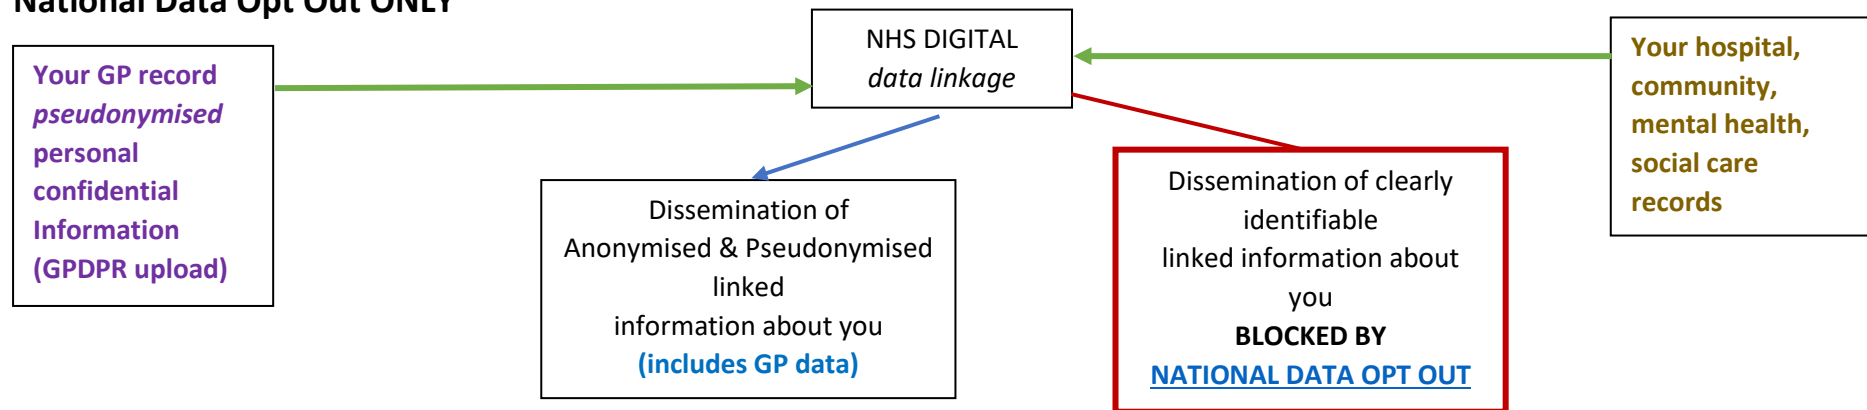 National Data Opt Out ONLY
Your GP record
pseudonymised
personal
confidential
Information
(GPDPR upload)
NHS DIGITAL
data linkage
Dissemination of
Anonymised & Pseudonymised
linked
information about you
(includes GP data)
Dissemination of clearly
identifiable
linked information about
you
BLOCKED BY
NATIONAL DATA OPT OUT
Your hospital,
community,
mental health,
social care
records